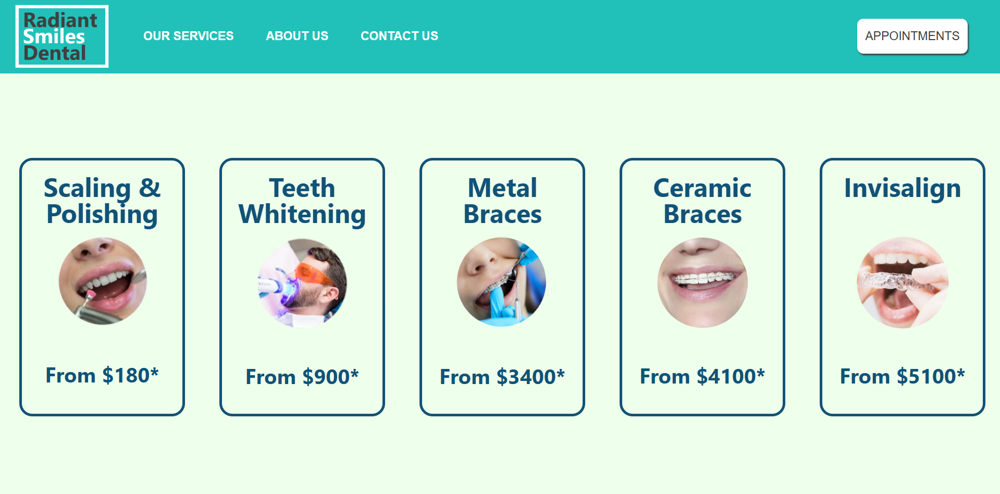 Radiant
Smiles
Dental
OUR SERVICES
ABOUT US
CONTACT US
APPOINTMENTS
Scaling &
Polishing
From $180*
Teeth
Whitening
From $900*
Metal
Braces
From $3400*
Ceramic
Braces
From $4100*
Invisalign
From $5100*